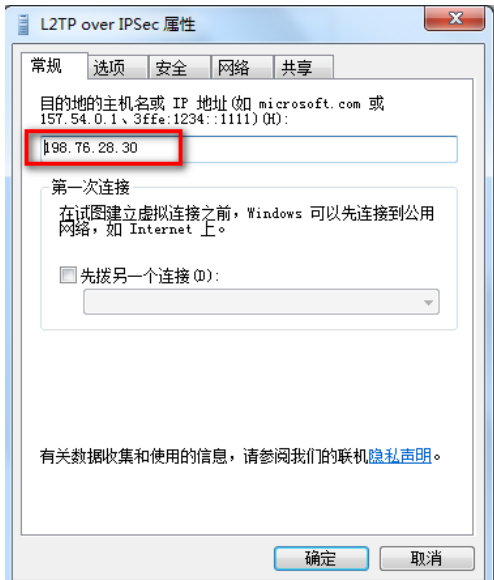 L2TP over IPSec 属性
常规 选项 安全 网络 共享
目的地的主机名或 IP 地址(如 microsoft.com 或
157.54.0.1、3ffe:1234::1111)(H):
198.76.28.30
第一次连接
在试图建立虚拟连接之前，Windows 可以先连接到公用
网络，如 Internet 上。
先拨另一个连接(D):
有关数据收集和使用的信息，请参阅我们的联机隐私声明。
确定 取消